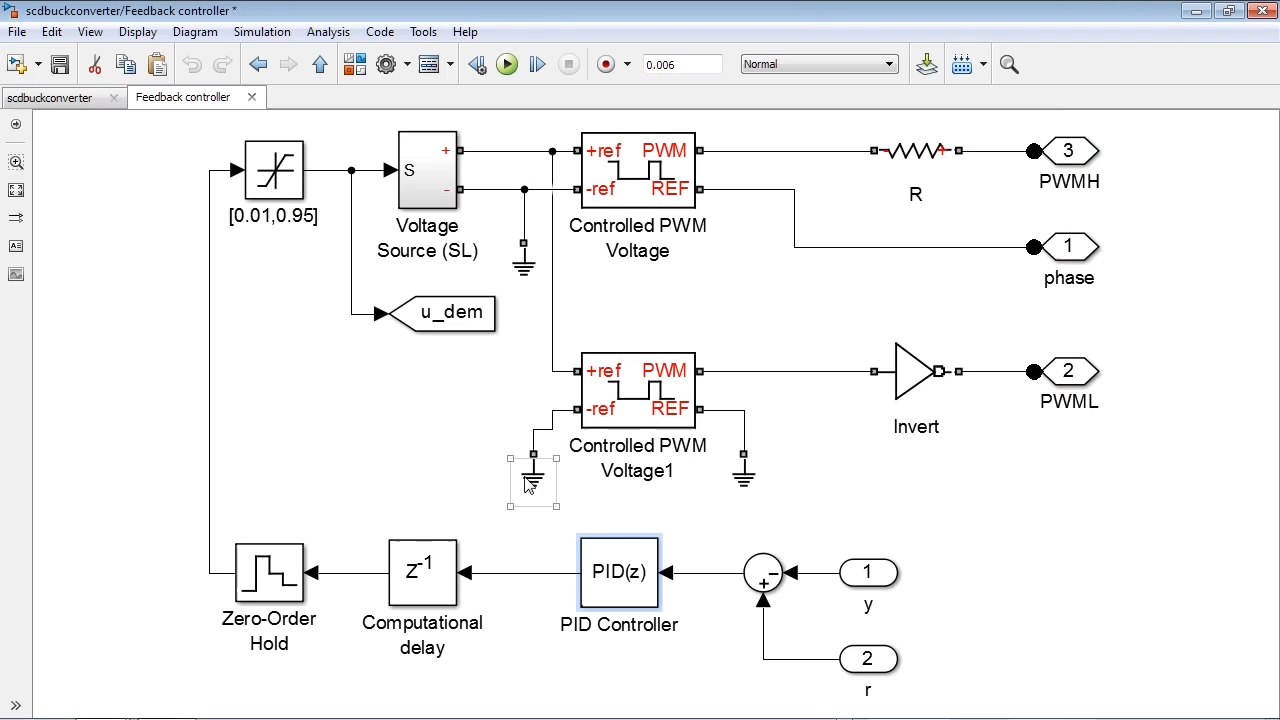 scdbuckconverter/Feedback controller *
File Edit View Display Diagram Simulation Analysis Code Tools Help
0.006 Normal
scdbuckconverter Feedback controller
[0.01,0.95]
S + -
Voltage
Source (SL)
+ref PWM
-ref REF
Controlled PWM
Voltage
- +
R
3
PWMH
1
phase
u_dem
+ref PWM
-ref REF
Controlled PWM
Voltage1
Invert
2
PWML
Zero-Order
Hold
z-1
Computational
delay
PID(z)
PID Controller
− +
1
y
2
r